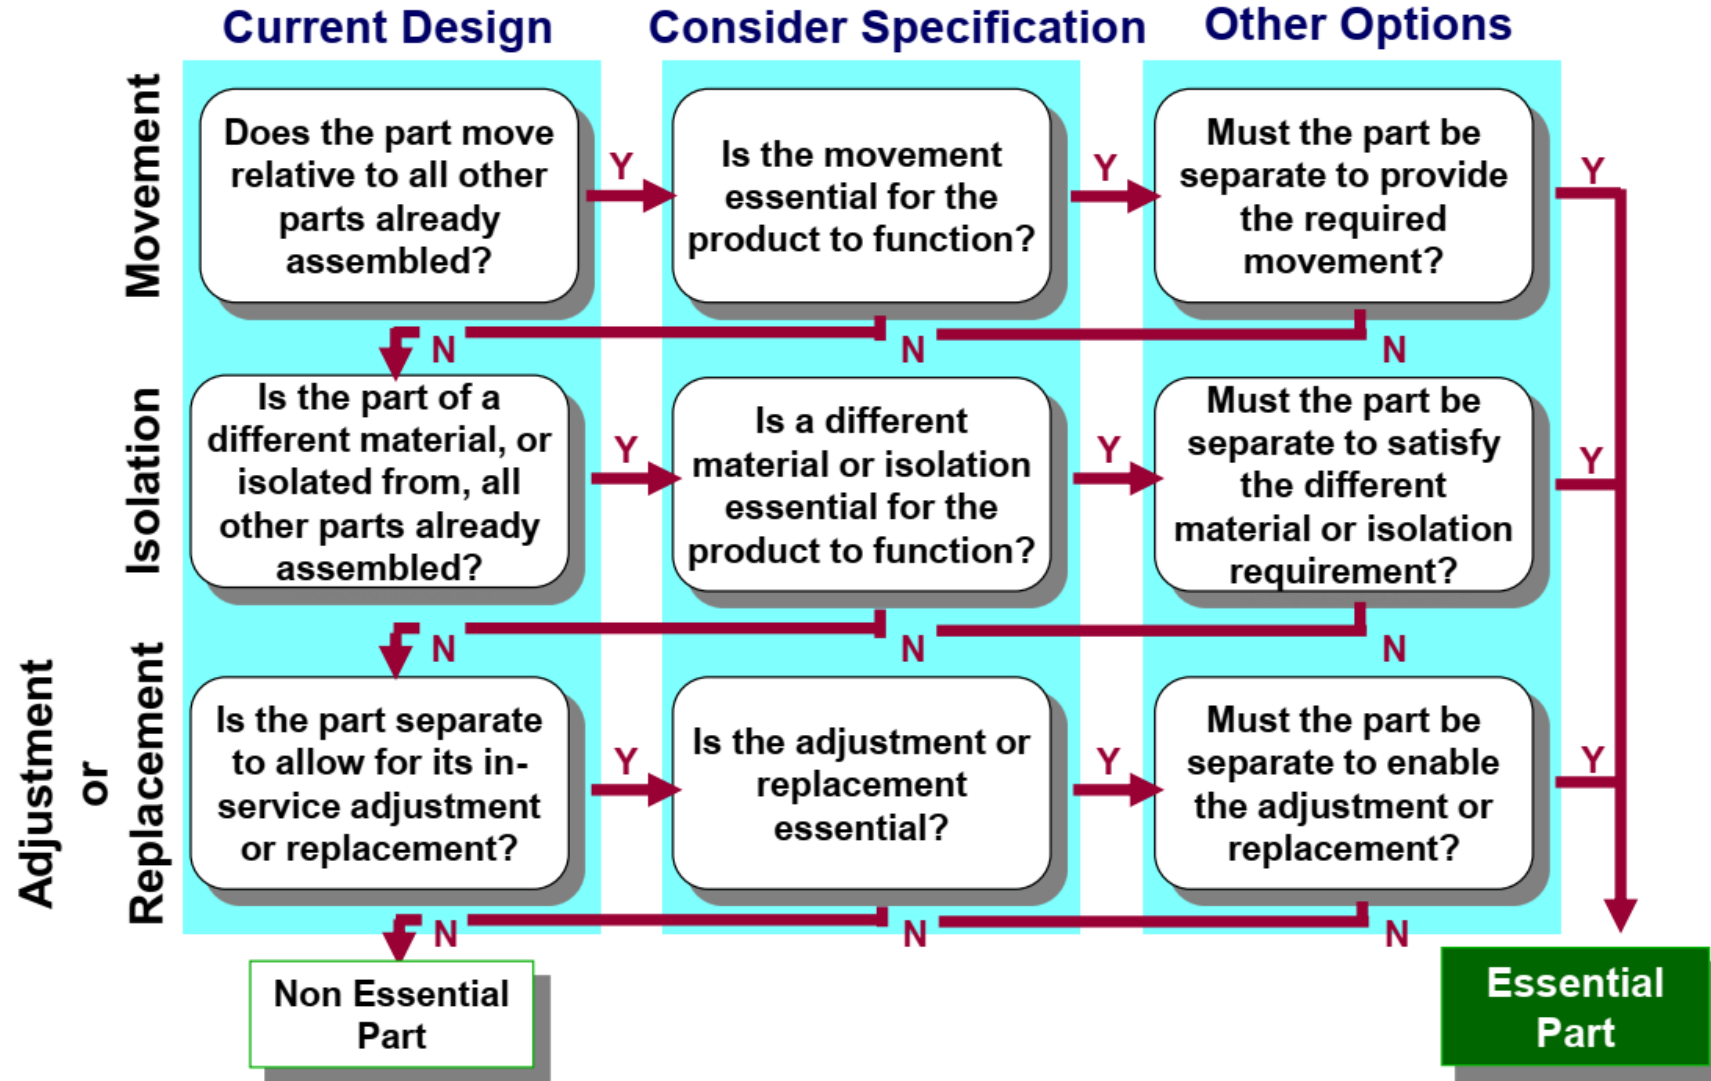 Current Design
Consider Specification
Other Options
Movement
Does the part move
relative to all other
parts already
assembled?
Y
Is the movement
essential for the
product to function?
Y
Must the part be
separate to provide
the required
movement?
Y
N
N
N
Isolation
Is the part of a
different material, or
isolated from, all
other parts already
assembled?
Y
Is a different
material or isolation
essential for the
product to function?
Y
Must the part be
separate to satisfy
the different
material or isolation
requirement?
Y
N
N
N
Adjustment
or
Replacement
Is the part separate
to allow for its in-
service adjustment
or replacement?
Y
Is the adjustment or
replacement
essential?
Y
Must the part be
separate to enable
the adjustment or
replacement?
Y
N
N
N
Non Essential
Part
Essential
Part